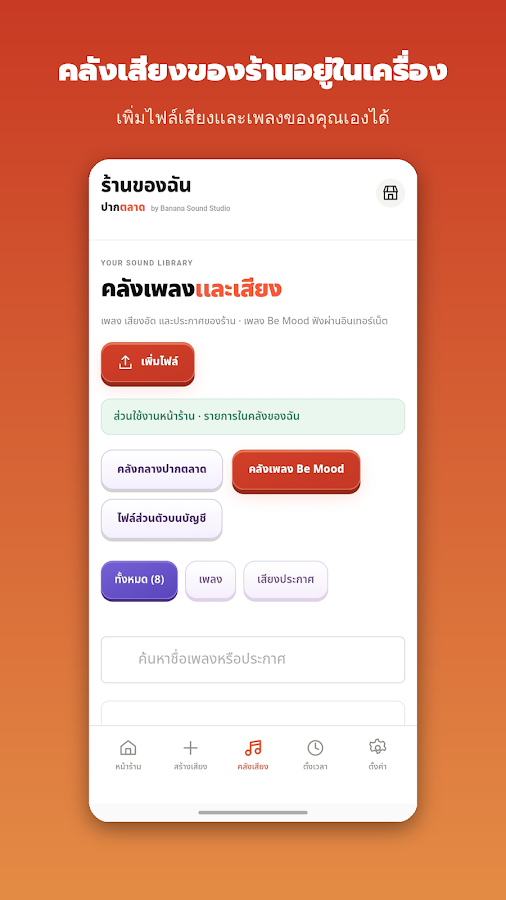 คลังเสียงของร้านอยู่ในเครื่อง
เพิ่มไฟล์เสียงและเพลงของคุณเองได้
ร้านของฉัน
ปากตลาด by Banana Sound Studio
YOUR SOUND LIBRARY
คลังเพลงและเสียง
เพลง เสียงอัด และประกาศของร้าน · เพลง Be Mood ฟังผ่านอินเทอร์เน็ต
เพิ่มไฟล์
ส่วนใช้งานหน้าร้าน · รายการในคลังของฉัน
คลังกลางปากตลาด คลังเพลง Be Mood
ไฟล์ส่วนตัวบนบัญชี
ทั้งหมด (8) เพลง เสียงประกาศ
ค้นหาชื่อเพลงหรือประกาศ
หน้าร้าน สร้างเสียง คลังเสียง ตั้งเวลา ตั้งค่า